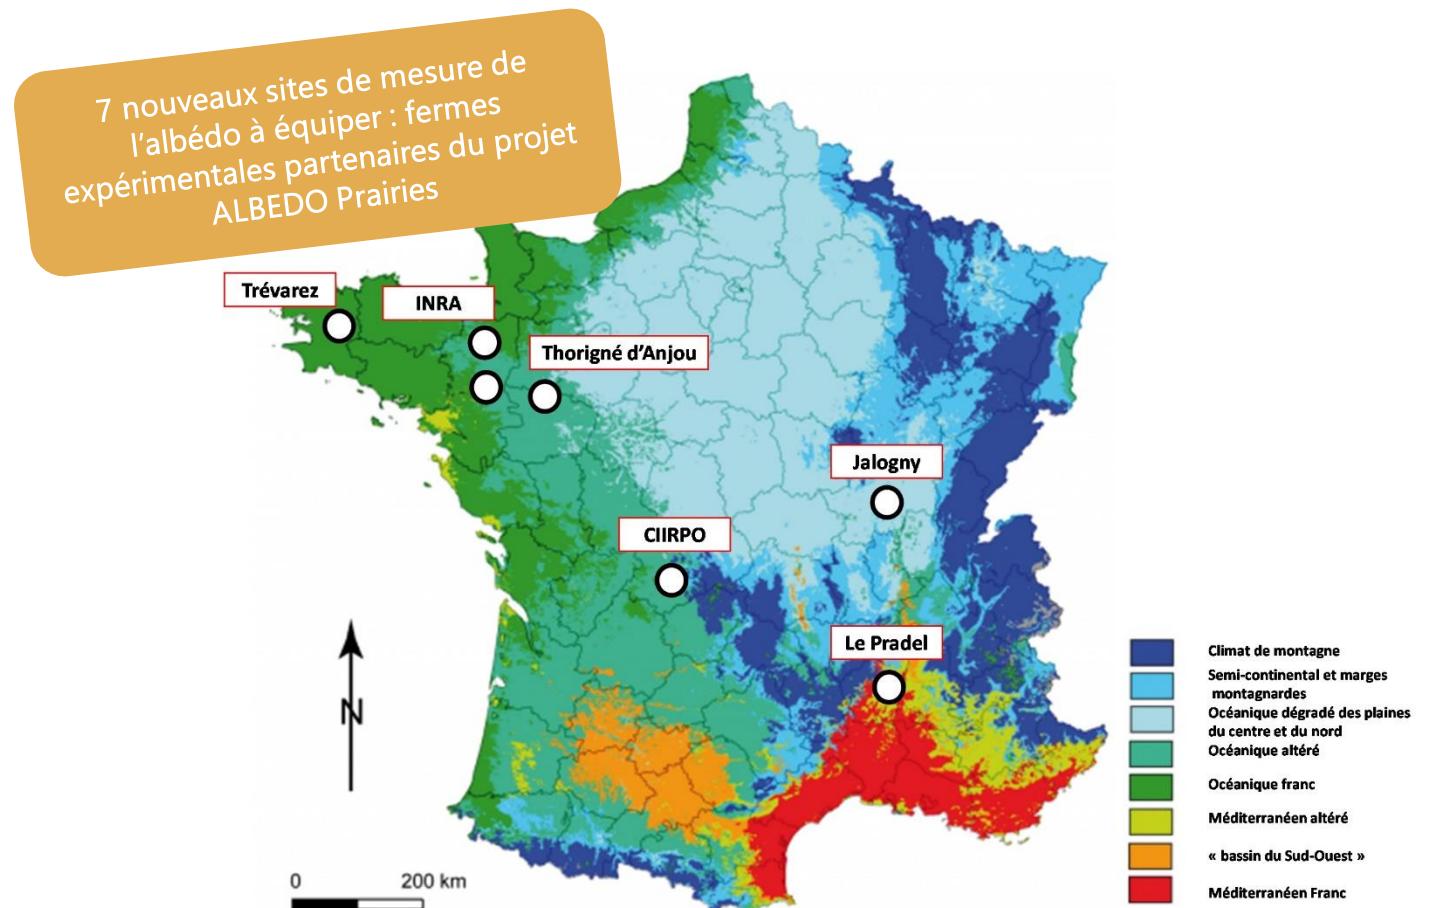 7 nouveaux sites de mesure de
l’albédo à équiper : fermes
expérimentales partenaires du projet
ALBEDO Prairies
Trévarez
INRA
Thorigné d’Anjou
Jalogny
CIIRPO
Le Pradel
N
0 200 km
Climat de montagne
Semi-continental et marges
montagnardes
Océanique dégradé des plaines
du centre et du nord
Océanique altéré
Océanique franc
Méditerranéen altéré
« bassin du Sud-Ouest »
Méditerranéen Franc